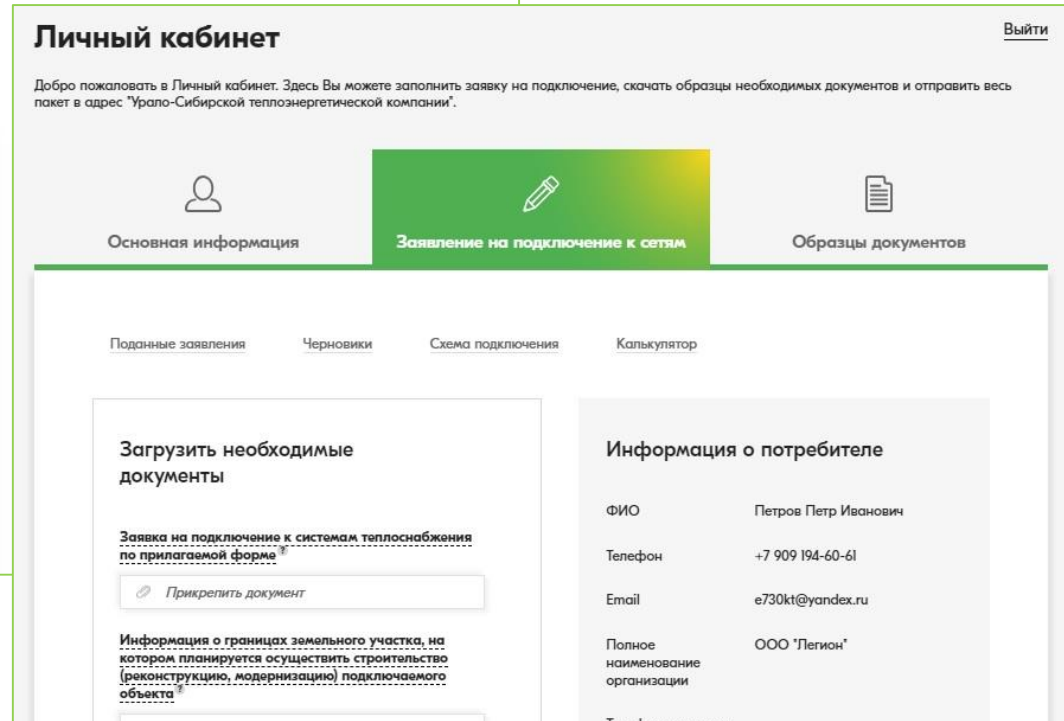 Личный кабинет
Выйти
Добро пожаловать в Личный кабинет. Здесь Вы можете заполнить заявку на подключение, скачать образцы необходимых документов и отправить весь
пакет в адрес "Урало-Сибирской теплоэнергетической компании".
Основная информация
Заявление на подключение к сетям
Образцы документов
Поданные заявления
Черновики
Схема подключения
Калькулятор
Загрузить необходимые
документы
Заявка на подключение к системам теплоснабжения
по прилагаемой форме ?
Прикрепить документ
Информация о границах земельного участка, на
котором планируется осуществить строительство
(реконструкцию, модернизацию) подключаемого
объекта ?
Информация о потребителе
ФИО
Петров Петр Иванович
Телефон
+7 909 194-60-61
Email
e730kt@yandex.ru
Полное
наименование
организации
ООО "Легион"